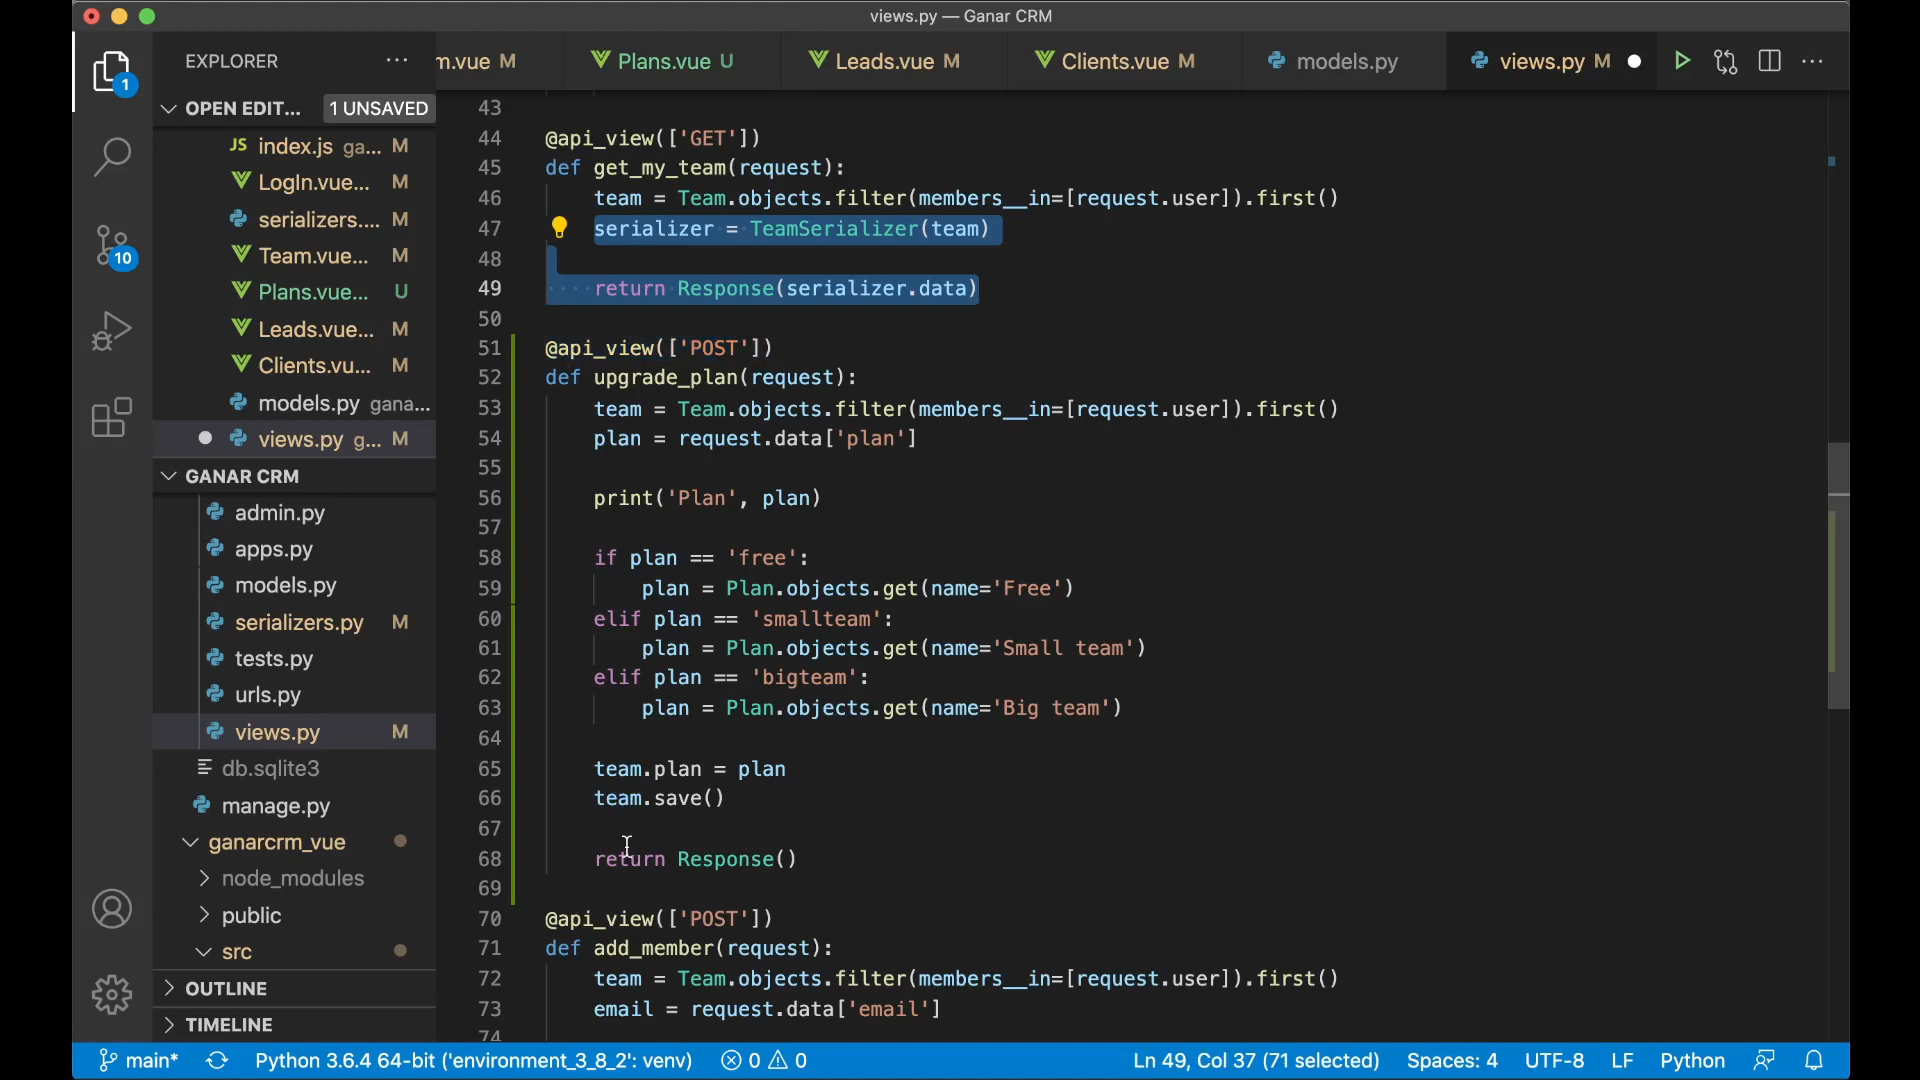 views.py — Ganar CRM
EXPLORER
m.vue M
Plans.vue U
Leads.vue M
Clients.vue M
models.py
views.py M
OPEN EDIT...
1 UNSAVED
JS index.js ga... M
LogIn.vue... M
serializers.... M
Team.vue... M
Plans.vue... U
Leads.vue... M
Clients.vu... M
models.py gana...
views.py g... M
GANAR CRM
admin.py
apps.py
models.py
serializers.py M
tests.py
urls.py
views.py M
db.sqlite3
manage.py
ganarcrm_vue
node_modules
public
src
OUTLINE
TIMELINE
1
10
43
44 @api_view(['GET'])
45 def get_my_team(request):
46 team = Team.objects.filter(members__in=[request.user]).first()
47 serializer = TeamSerializer(team)
48
49 return Response(serializer.data)
50
51 @api_view(['POST'])
52 def upgrade_plan(request):
53 team = Team.objects.filter(members__in=[request.user]).first()
54 plan = request.data['plan']
55
56 print('Plan', plan)
57
58 if plan == 'free':
59 plan = Plan.objects.get(name='Free')
60 elif plan == 'smallteam':
61 plan = Plan.objects.get(name='Small team')
62 elif plan == 'bigteam':
63 plan = Plan.objects.get(name='Big team')
64
65 team.plan = plan
66 team.save()
67
68 return Response()
69
70 @api_view(['POST'])
71 def add_member(request):
72 team = Team.objects.filter(members__in=[request.user]).first()
73 email = request.data['email']
74
main* Python 3.6.4 64-bit ('environment_3_8_2': venv) 0 0 Ln 49, Col 37 (71 selected) Spaces: 4 UTF-8 LF Python